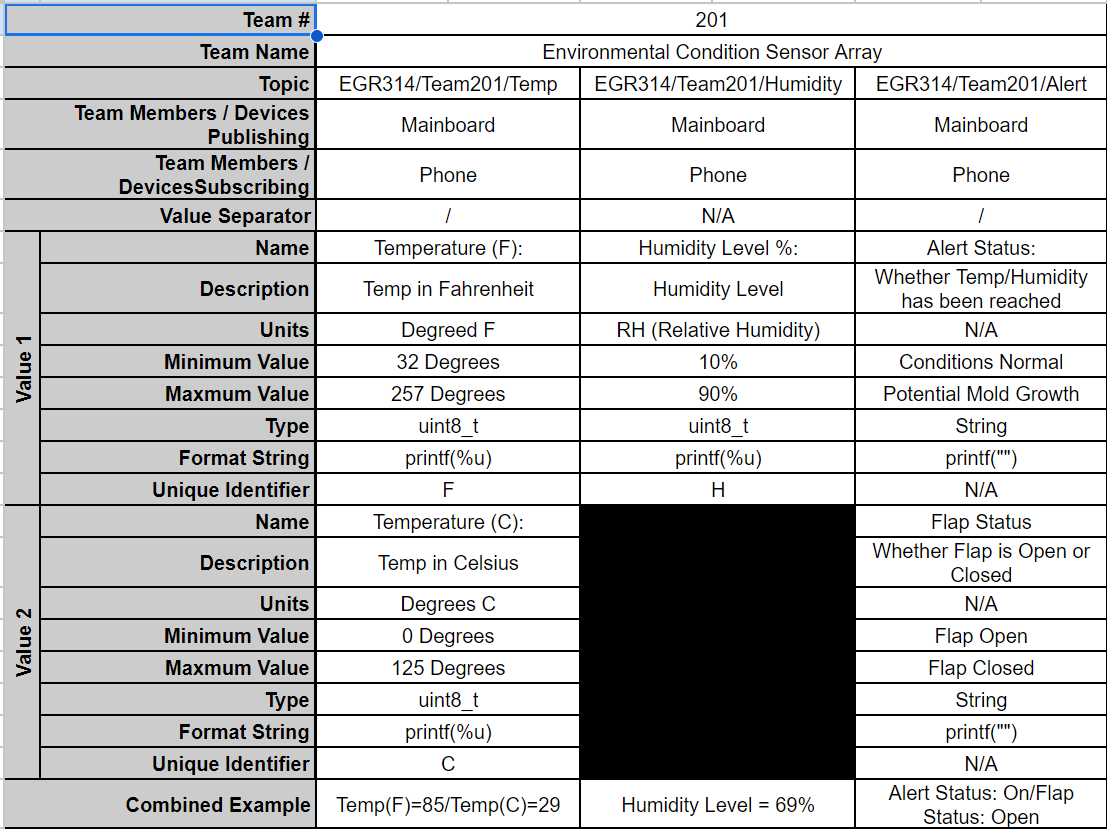 Team # 201
Team Name Environmental Condition Sensor Array
Topic EGR314/Team201/Temp EGR314/Team201/Humidity EGR314/Team201/Alert
Team Members / Devices
Publishing Mainboard Mainboard Mainboard
Team Members /
DevicesSubscribing Phone Phone Phone
Value Separator / N/A /
Value 1
Name Temperature (F): Humidity Level %: Alert Status:
Description Temp in Fahrenheit Humidity Level Whether Temp/Humidity
has been reached
Units Degreed F RH (Relative Humidity) N/A
Minimum Value 32 Degrees 10% Conditions Normal
Maxmum Value 257 Degrees 90% Potential Mold Growth
Type uint8_t uint8_t String
Format String printf(%u) printf(%u) printf("")
Unique Identifier F H N/A
Value 2
Name Temperature (C): Flap Status
Description Temp in Celsius Whether Flap is Open or
Closed
Units Degrees C N/A
Minimum Value 0 Degrees Flap Open
Maxmum Value 125 Degrees Flap Closed
Type uint8_t String
Format String printf(%u) printf("")
Unique Identifier C N/A
Combined Example Temp(F)=85/Temp(C)=29 Humidity Level = 69% Alert Status: On/Flap
Status: Open